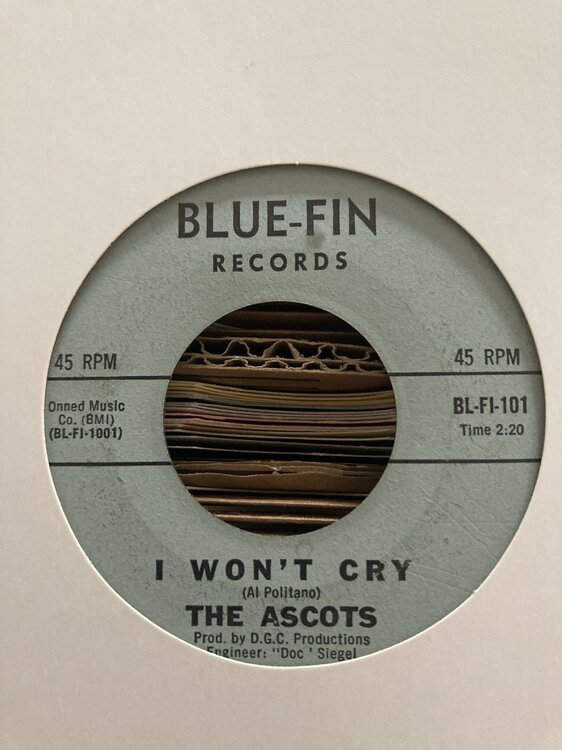 BLUE-FIN
RECORDS
45 RPM
45 RPM
Onned Music
Co. (BMI)
(BL-FI-1001)
BL-FI-101
Time 2:20
I WON'T CRY
(Al Politano)
THE ASCOTS
Prod. by D.G.C. Productions
Engineer: "Doc' Siegel